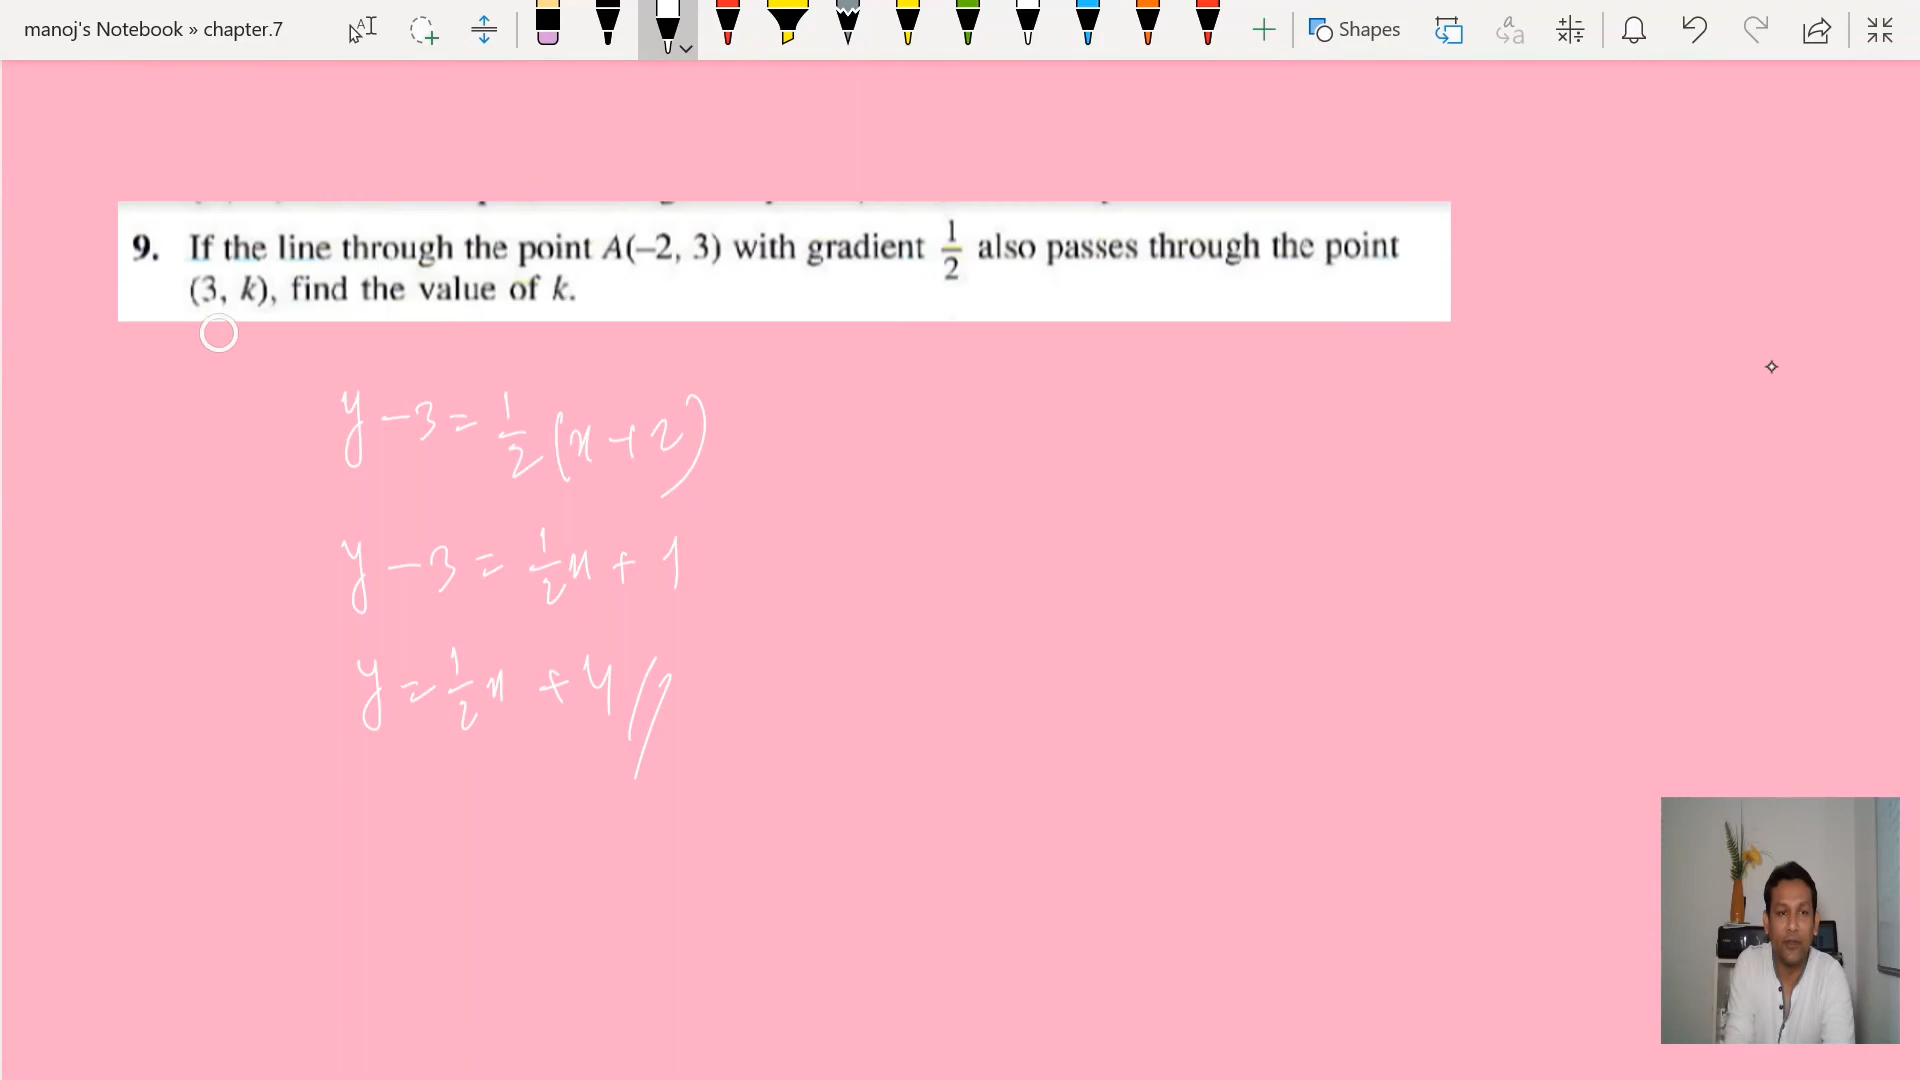 manoj's Notebook » chapter.7
Shapes
9. If the line through the point A(–2, 3) with gradient 1/2 also passes through the point
(3, k), find the value of k.
y – 3 = 1/2 (x + 2)
y – 3 = 1/2 x + 1
y = 1/2 x + 4 //